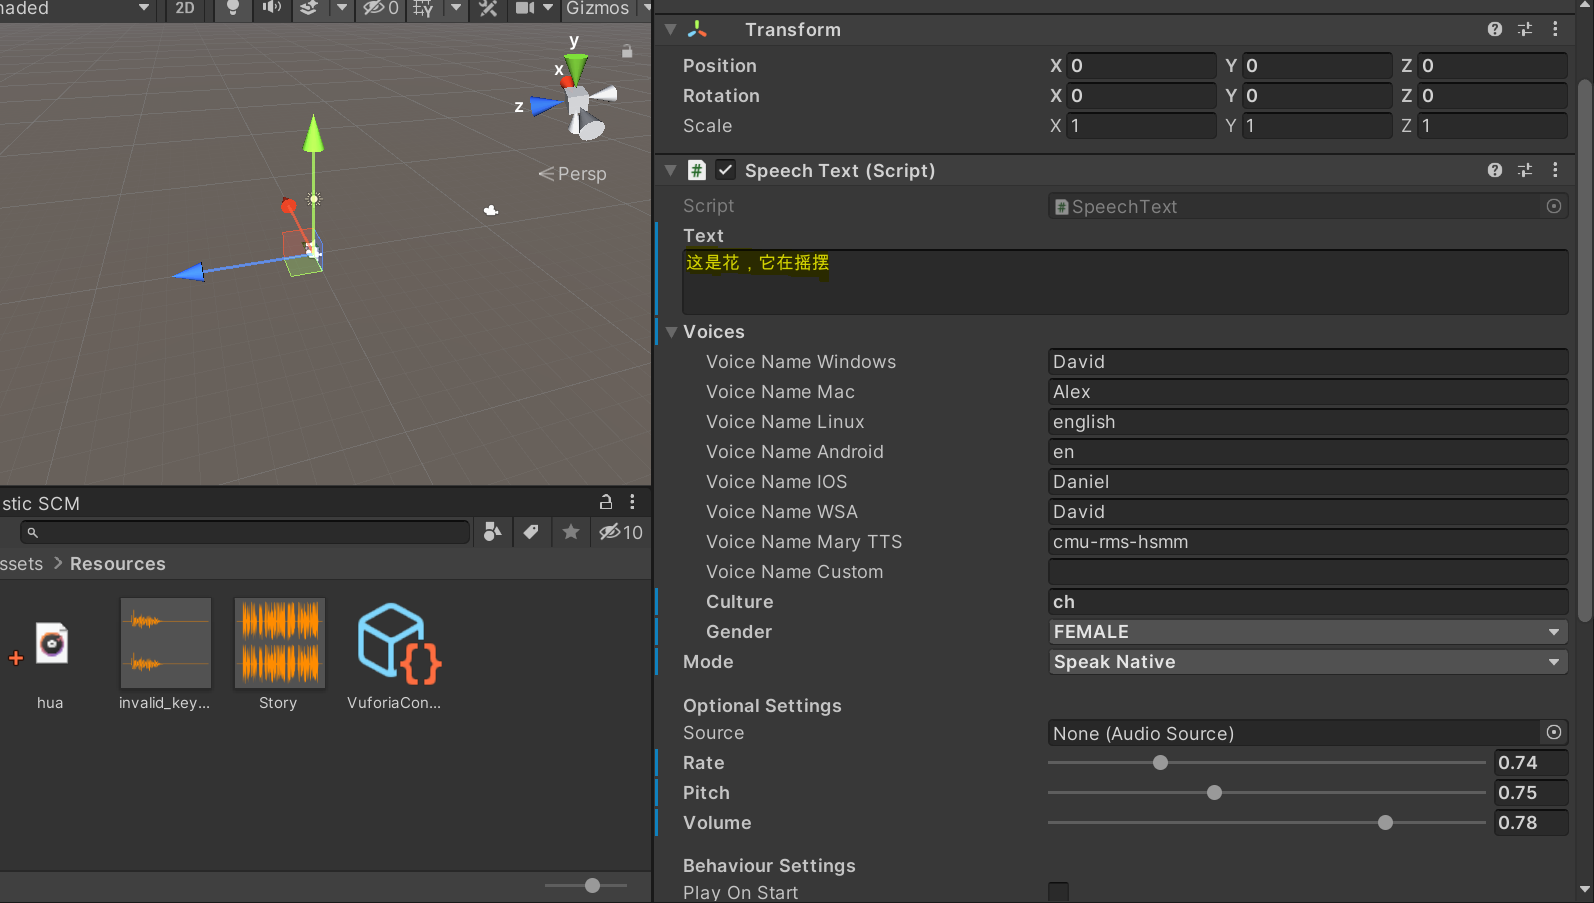 2D
0
Gizmos
y
x
z
Persp
Transform
Position X 0 Y 0 Z 0
Rotation X 0 Y 0 Z 0
Scale X 1 Y 1 Z 1
# Speech Text (Script)
Script # SpeechText
Text
这是花，它在摇摆
Voices
Voice Name Windows David
Voice Name Mac Alex
Voice Name Linux english
Voice Name Android en
Voice Name IOS Daniel
Voice Name WSA David
Voice Name Mary TTS cmu-rms-hsmm
Voice Name Custom
Culture ch
Gender FEMALE
Mode Speak Native
Optional Settings
Source None (Audio Source)
Rate 0.74
Pitch 0.75
Volume 0.78
Behaviour Settings
Play On Start
stic SCM
10
ssets > Resources
hua
invalid_key...
Story
VuforiaCon...